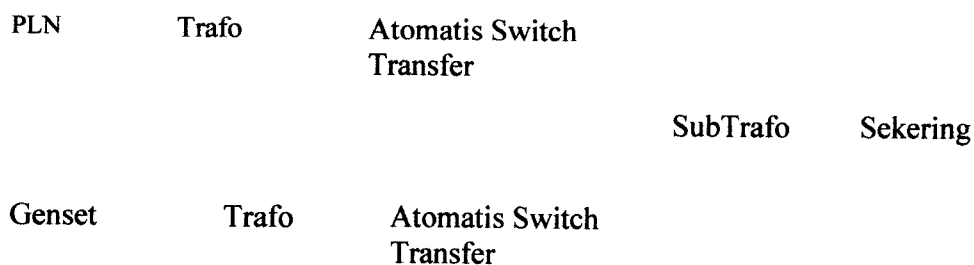 PLN Trafo Atomatis Switch
Transfer
SubTrafo Sekering
Genset Trafo Atomatis Switch
Transfer